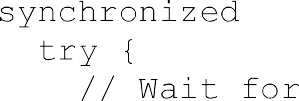 synchronized
try {
// Wait for